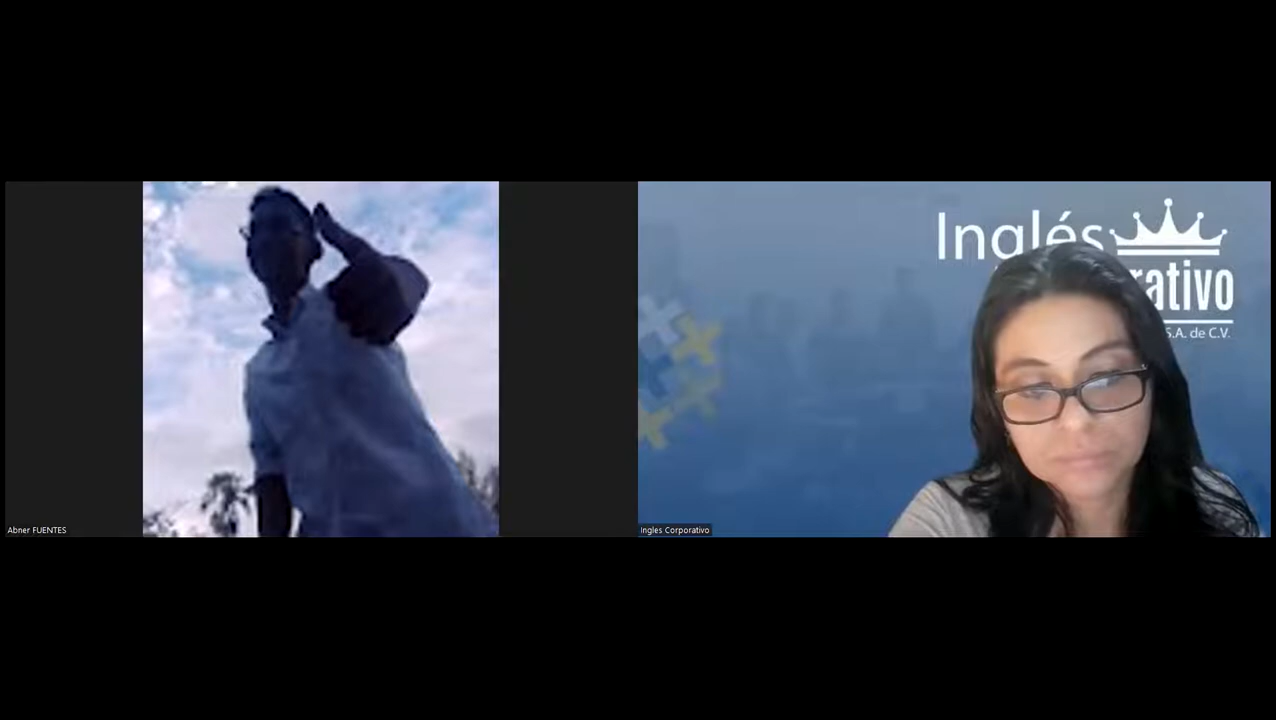 Inglés
rativo
S.A. de C.V.
Abner FUENTES
Ingles Corporativo